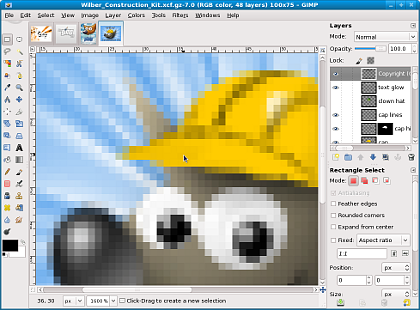 Wilber_Construction_Kit.xcf.gz-7.0 (RGB color, 48 layers) 100x75 – GIMP
File Edit Select View Image Layer Colors Tools Filters Windows Help
Layers
Mode: Normal
Opacity: 100.0
Lock:
Copyright (
text glow
clown hat
cap lines
cap hi
cap
Rectangle Select
Mode:
Antialiasing
Feather edges
Rounded corners
Expand from center
Fixed: Aspect ratio
1:1
Position:
0 0
Size:
36, 30 px 1600 % Click-Drag to create a new selection
px